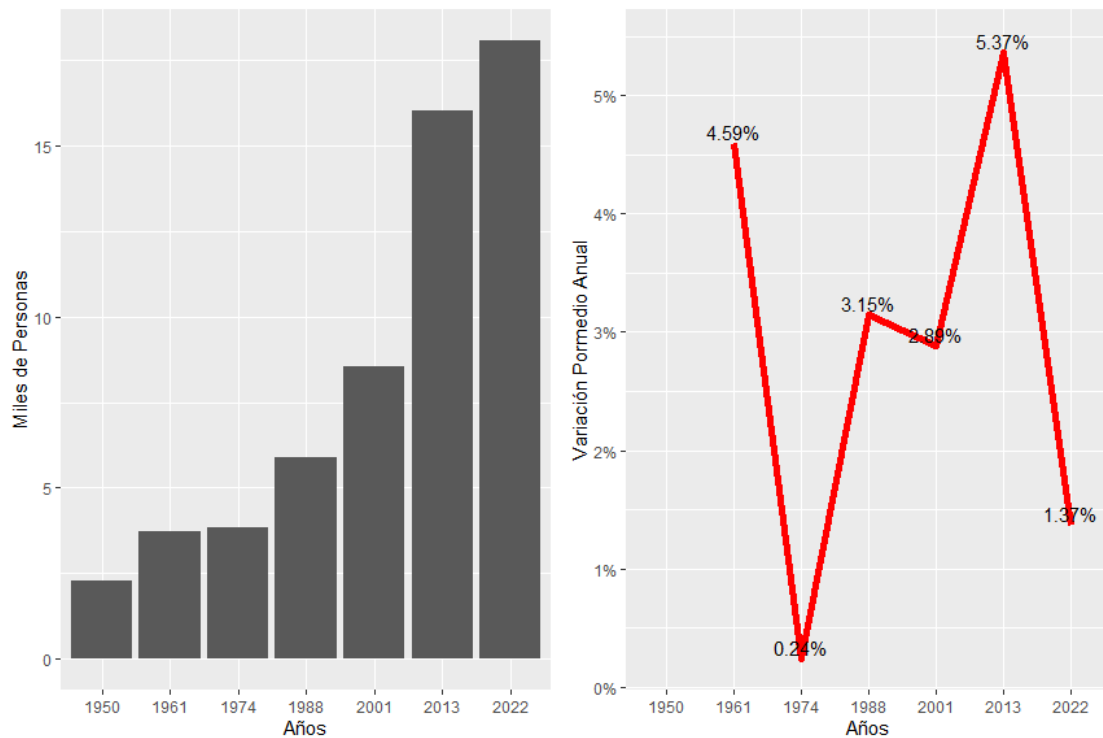 15
10
5
0
Miles de Personas
1950 1961 1974 1988 2001 2013 2022
Años
5%
4%
3%
2%
1%
0%
Variación Pormedio Anual
4.59%
0.24%
3.15%
2.89%
5.37%
1.37%
1950 1961 1974 1988 2001 2013 2022
Años